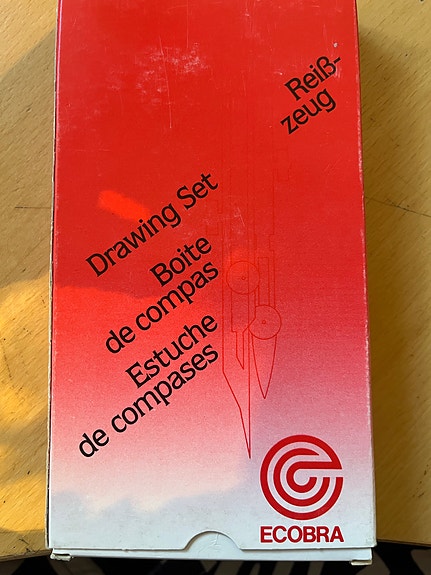 Reiß-
zeug
Drawing Set
Boite
de compas
Estuche
de compases
ECOBRA